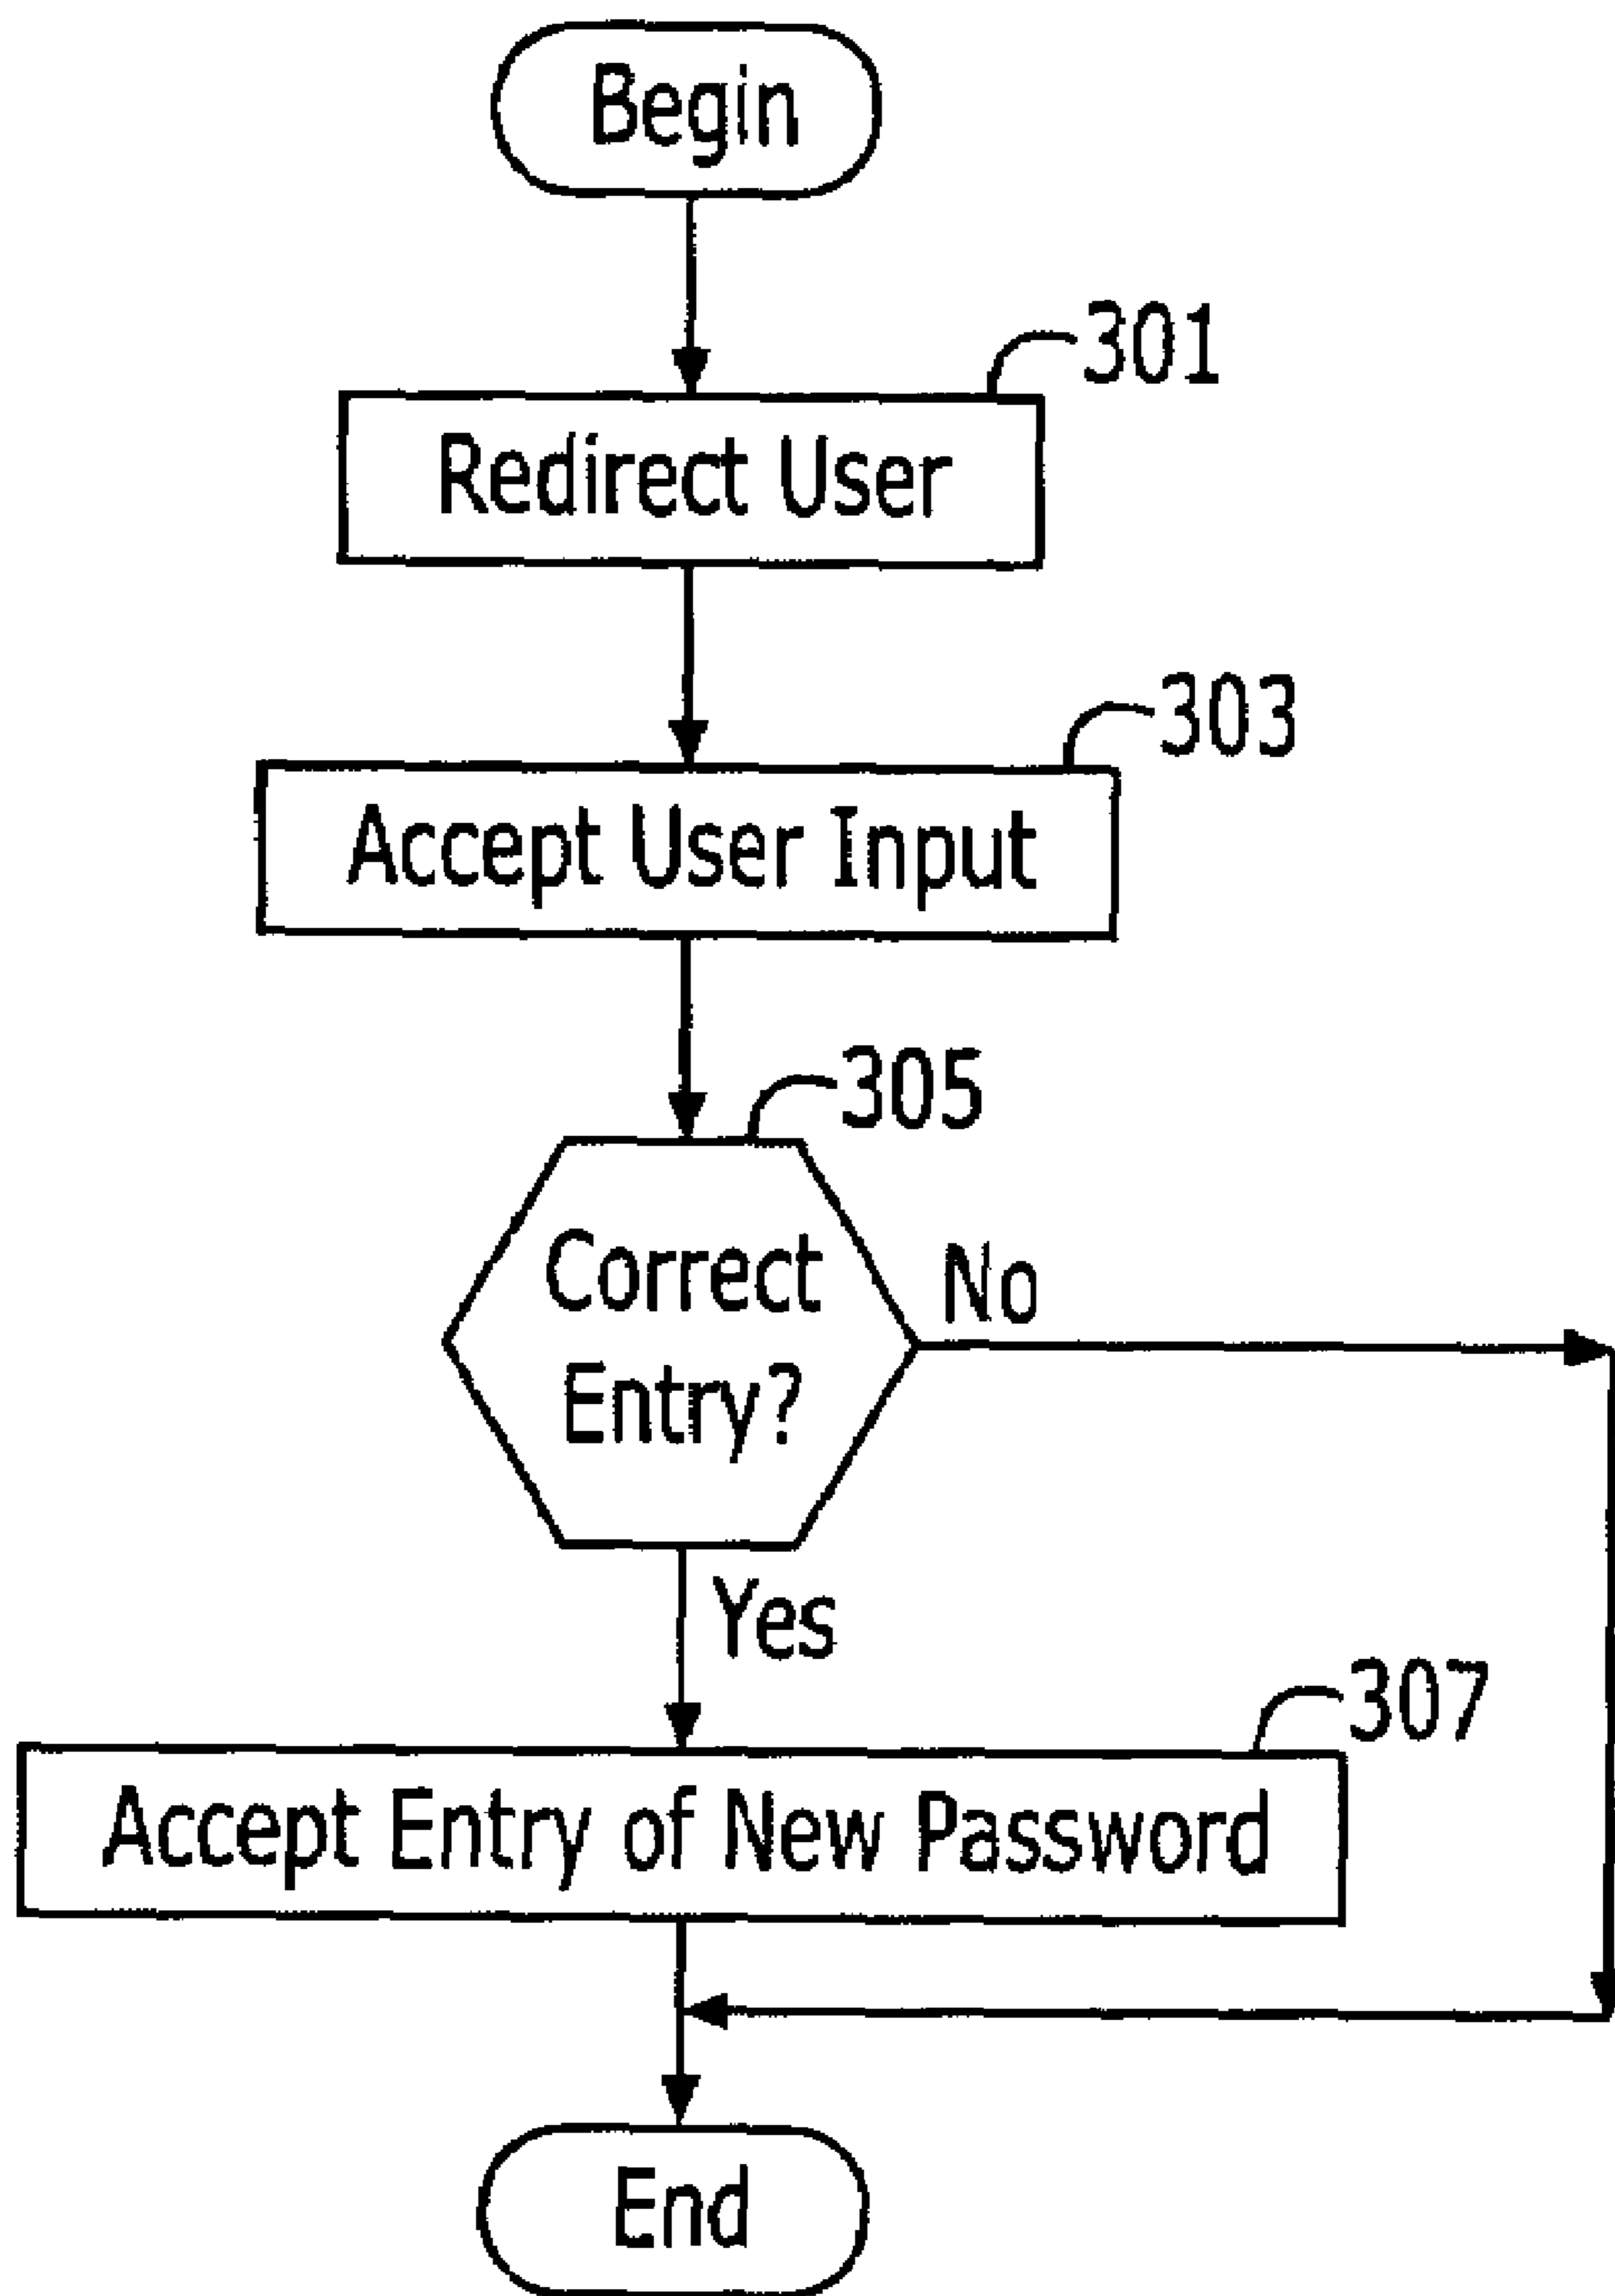 Begin
301
Redirect User
303
Accept User Input
305
Correct
Entry?
No
Yes
307
Accept Entry of New Password
End